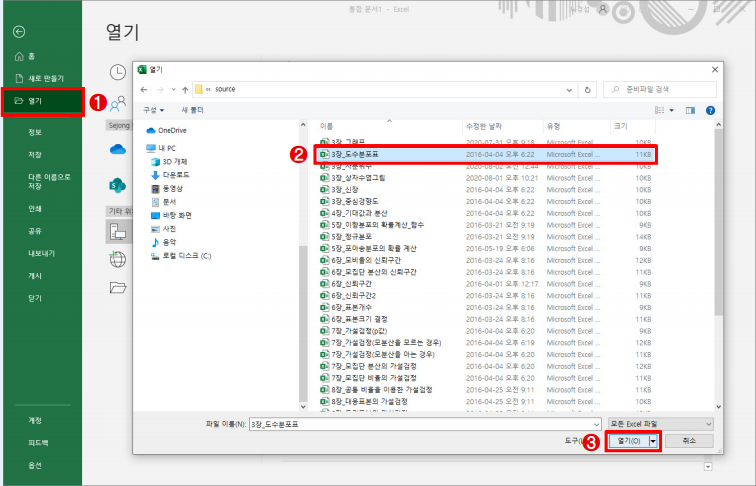 통합 문서1 - Excel
열기
홈
새로 만들기
열기
정보
저장
다른 이름으로
저장
인쇄
공유
내보내기
게시
닫기
계정
피드백
옵션
Sejong
기타 위
1
열기
« source
준비파일 검색
구성
새 폴더
OneDrive
내 PC
3D 개체
다운로드
동영상
문서
바탕 화면
사진
음악
로컬 디스크 (C:)
이름 수정한 날짜 유형 크기
3장_그래프 2020-07-31 오후 9:18 Microsoft Excel ... 10KB
2
3장_도수분포표 2016-04-04 오후 6:22 Microsoft Excel ... 11KB
3장_사분위수 2020-08-02 오전 12:44 Microsoft Excel ... 10KB
3장_상자수염그림 2020-08-01 오후 10:21 Microsoft Excel ... 10KB
3장_신장 2016-04-04 오후 6:22 Microsoft Excel ... 10KB
3장_중심경향도 2016-04-04 오후 6:22 Microsoft Excel ... 10KB
4장_기대값과 분산 2016-04-04 오후 6:22 Microsoft Excel ... 10KB
5장_이항분포의 확률계산_함수 2016-03-21 오전 9:19 Microsoft Excel ... 9KB
5장_정규분포 2016-03-21 오전 9:19 Microsoft Excel ... 14KB
5장_포아송분포의 확률 계산 2016-05-19 오후 6:06 Microsoft Excel ... 9KB
6장_모비율의 신뢰구간 2016-03-24 오후 8:16 Microsoft Excel ... 12KB
6장_모집단 분산의 신뢰구간 2016-03-24 오후 8:16 Microsoft Excel ... 11KB
6장_신뢰구간 2016-04-01 오후 12:17 Microsoft Excel ... 9KB
6장_신뢰구간2 2016-03-24 오후 8:16 Microsoft Excel ... 11KB
6장_표본개수 2016-03-24 오후 8:16 Microsoft Excel ... 9KB
6장_표본크기 결정 2016-03-24 오후 8:16 Microsoft Excel ... 11KB
7장_가설검정(p값) 2016-04-04 오후 6:20 Microsoft Excel ... 9KB
7장_가설검정(모분산을 모르는 경우) 2016-04-04 오후 6:19 Microsoft Excel ... 12KB
7장_가설검정(모분산을 아는 경우) 2016-04-04 오후 6:20 Microsoft Excel ... 11KB
7장_모집단 분산의 가설검정 2016-04-04 오후 6:20 Microsoft Excel ... 12KB
7장_모집단 비율의 가설검정 2016-04-04 오후 6:20 Microsoft Excel ... 11KB
8장_공통 비율을 이용한 가설검정 2016-04-25 오전 9:11 Microsoft Excel ... 11KB
8장_대응표본의 가설검정 2016-04-25 오전 9:11 Microsoft Excel ... 10KB
파일 이름(N): 3장_도수분포표
모든 Excel 파일
도구(
3
열기(O)
취소